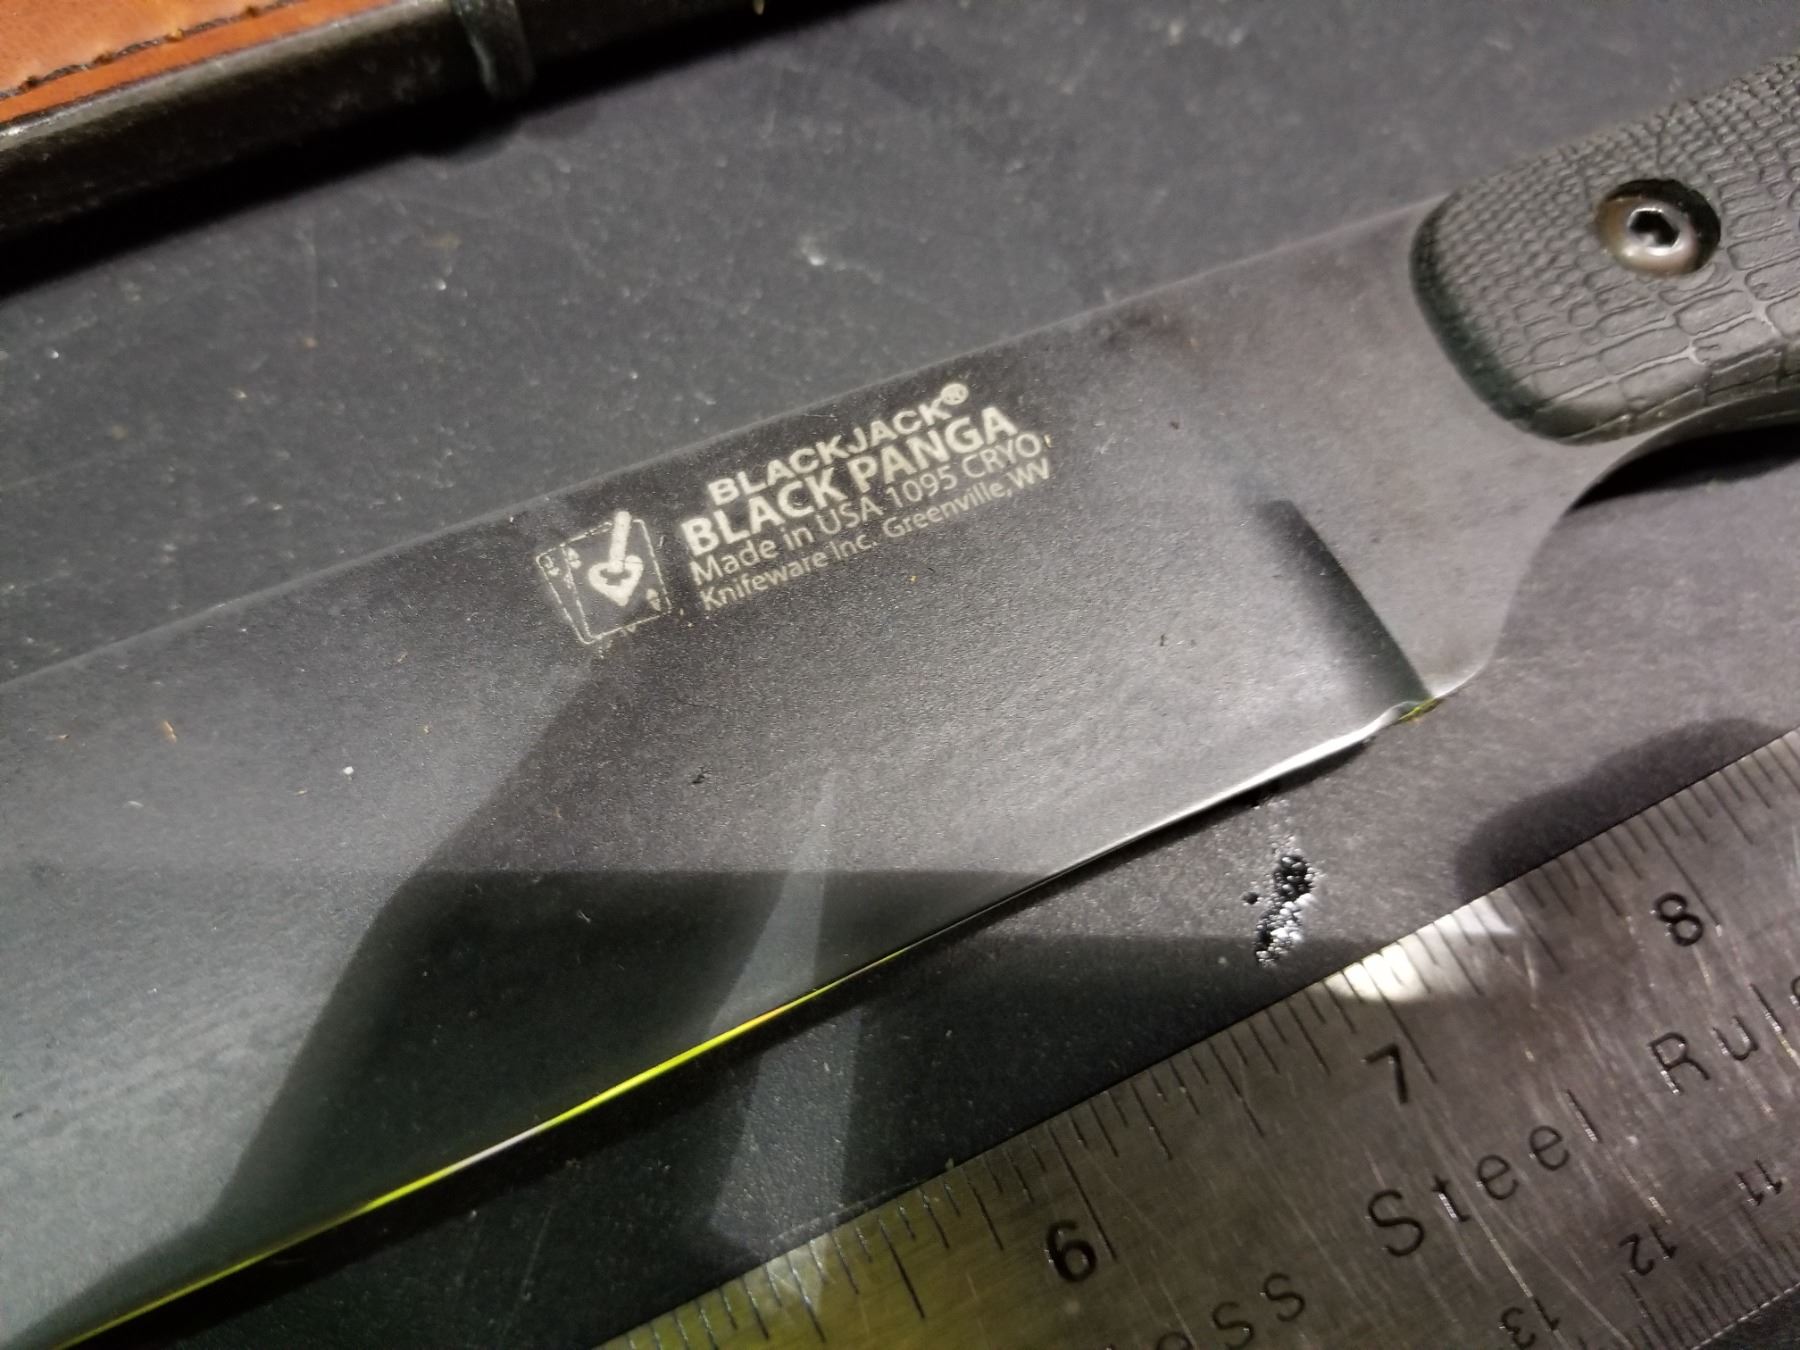 BLACKJACK®
BLACK PANGA
Made in USA 1095 CRYO.
Knifeware Inc. Greenville, WV
6
7
8
Steel Rule
11
12
13